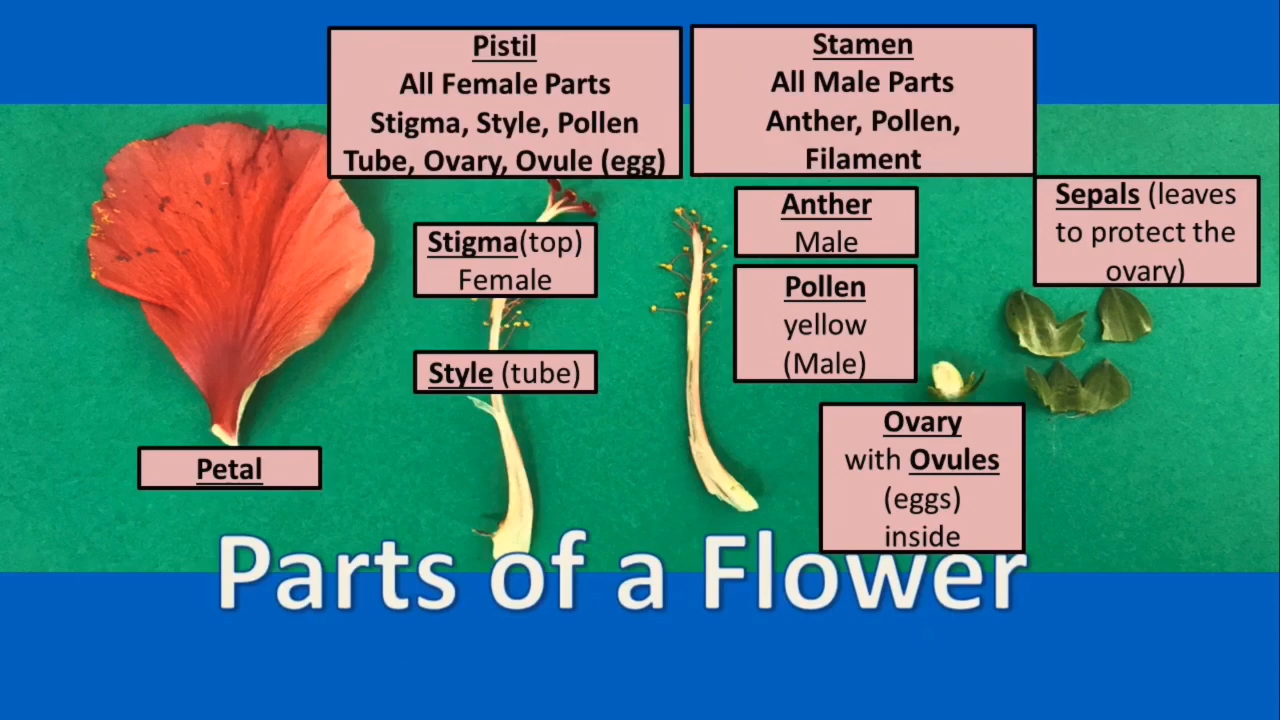 Pistil
All Female Parts
Stigma, Style, Pollen
Tube, Ovary, Ovule (egg)
Stamen
All Male Parts
Anther, Pollen,
Filament
Sepals (leaves
to protect the
ovary)
Anther
Male
Stigma(top)
Female
Pollen
yellow
(Male)
Style (tube)
Ovary
with Ovules
(eggs)
inside
Petal
Parts of a Flower